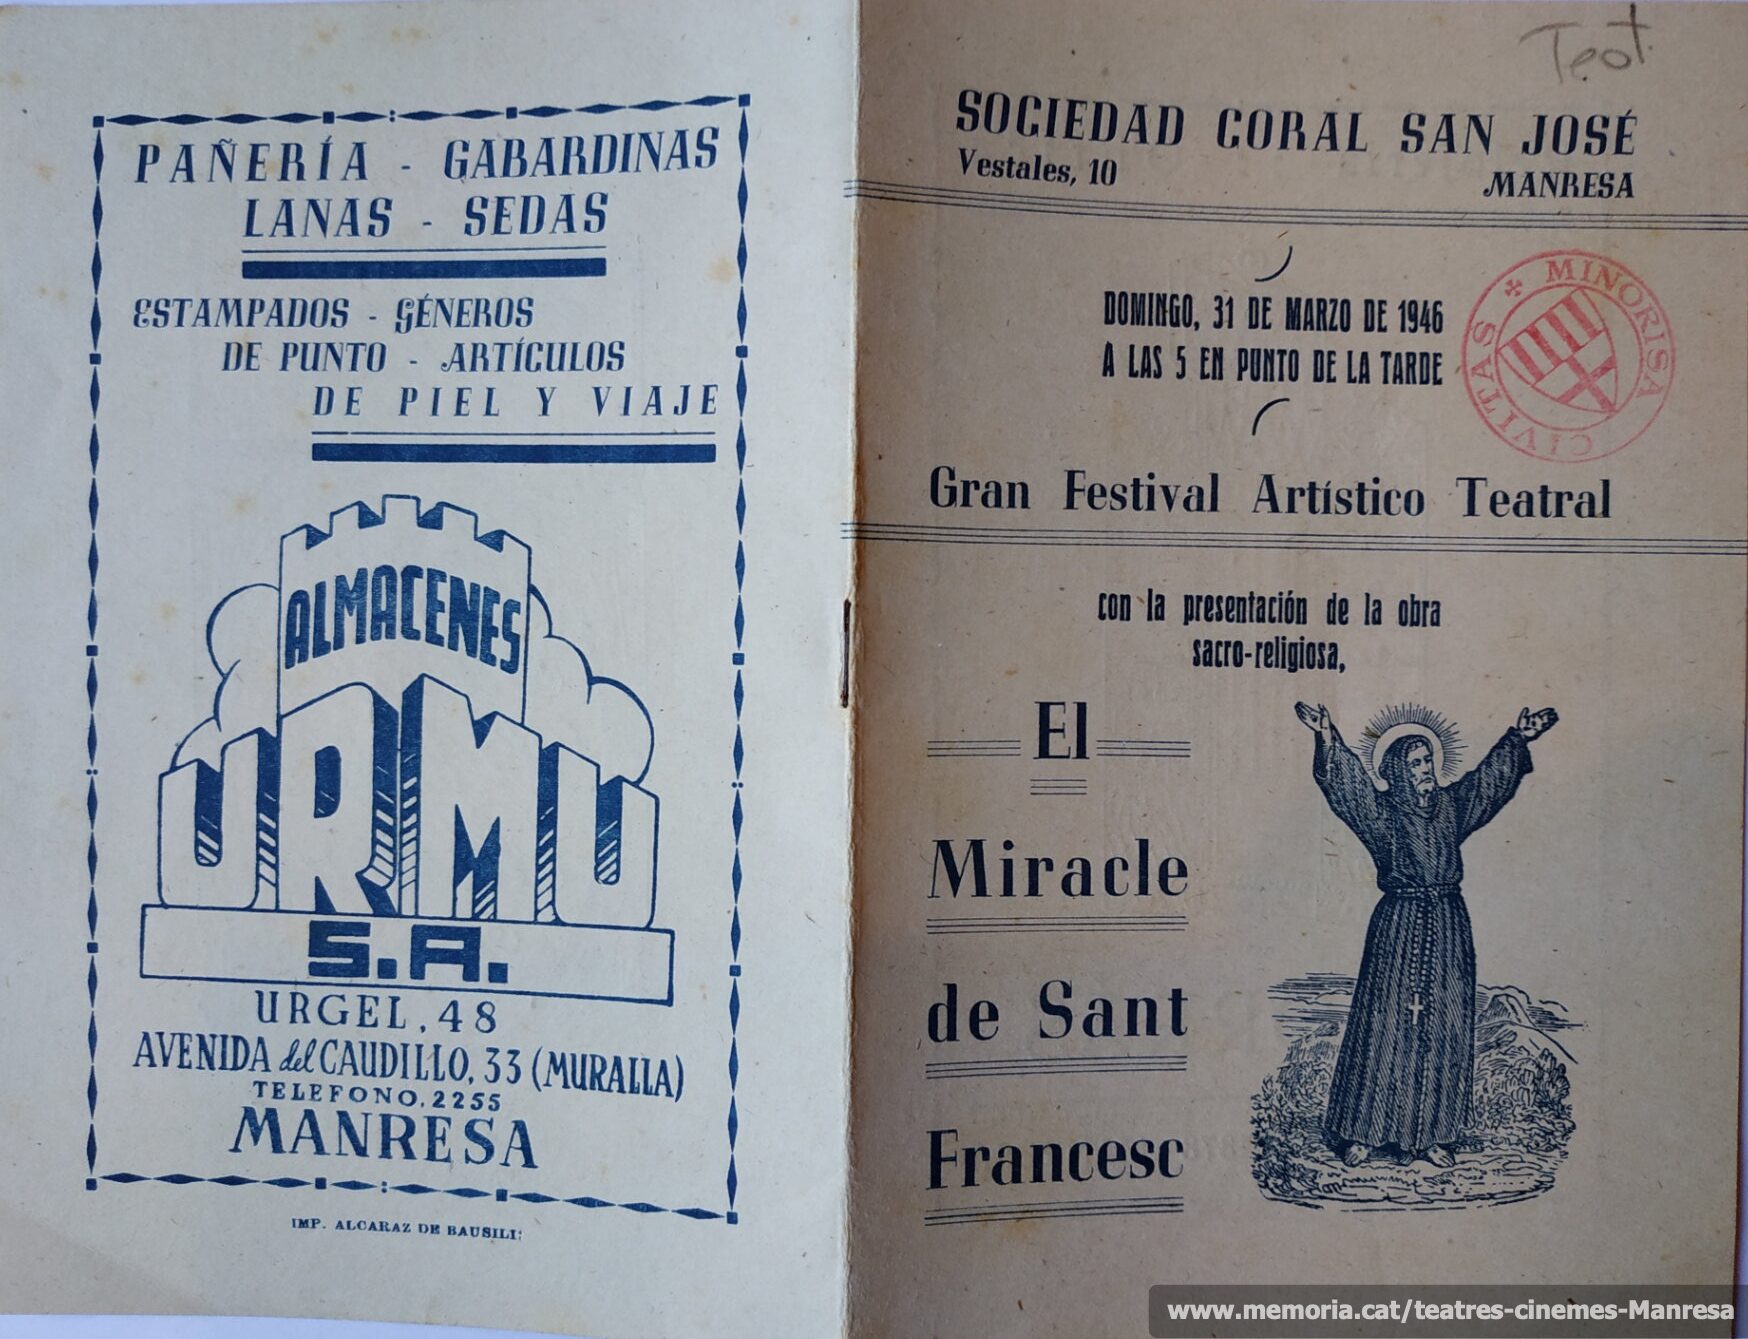 PAÑERÍA - GABARDINAS
LANAS - SEDAS
ESTAMPADOS - GÉNEROS
DE PUNTO - ARTÍCULOS
DE PIEL Y VIAJE
ALMACENES
URMU
S.A.
URGEL, 48
AVENIDA del CAUDILLO, 33 (MURALLA)
TELEFONO. 2255
MANRESA
IMP. ALCARAZ DE BAUSILI
Teat.
SOCIEDAD CORAL SAN JOSÉ
Vestales, 10 MANRESA
DOMINGO, 31 DE MARZO DE 1946
A LAS 5 EN PUNTO DE LA TARDE
CIVITAS MINORISA
Gran Festival Artístico Teatral
con la presentación de la obra
sacro-religiosa,
El
Miracle
de Sant
Francesc
www.memoria.cat/teatres-cinemes-Manresa